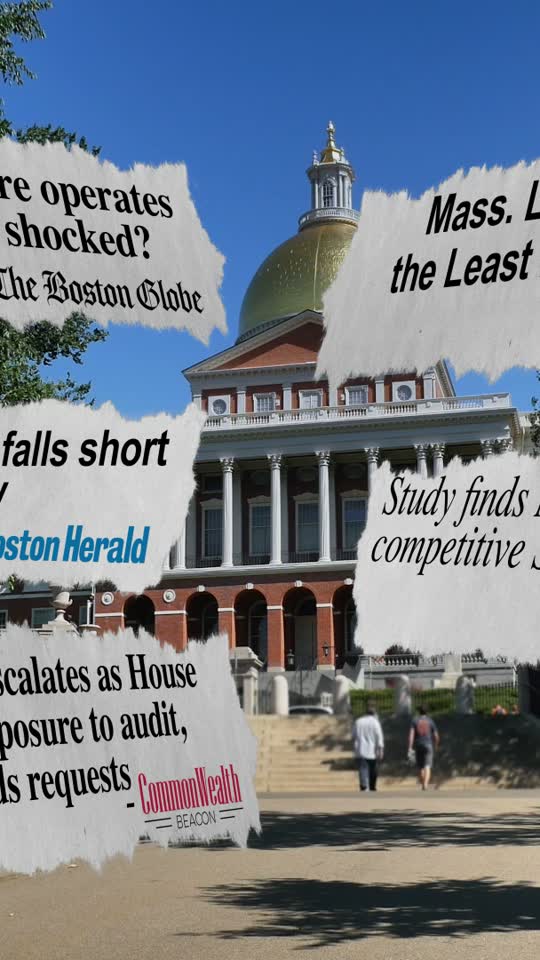 re operates
shocked?
The Boston Globe
Mass. L
the Least
falls short
y
oston Herald
Study finds
competitive S
scalates as House
posure to audit,
ds requests
- CommonWealth
BEACON